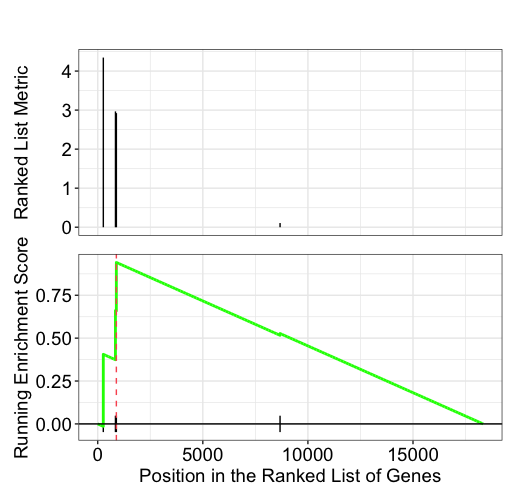 Ranked List Metric
4
3
2
1
0
Running Enrichment Score
0.75
0.50
0.25
0.00
0 5000 10000 15000
Position in the Ranked List of Genes